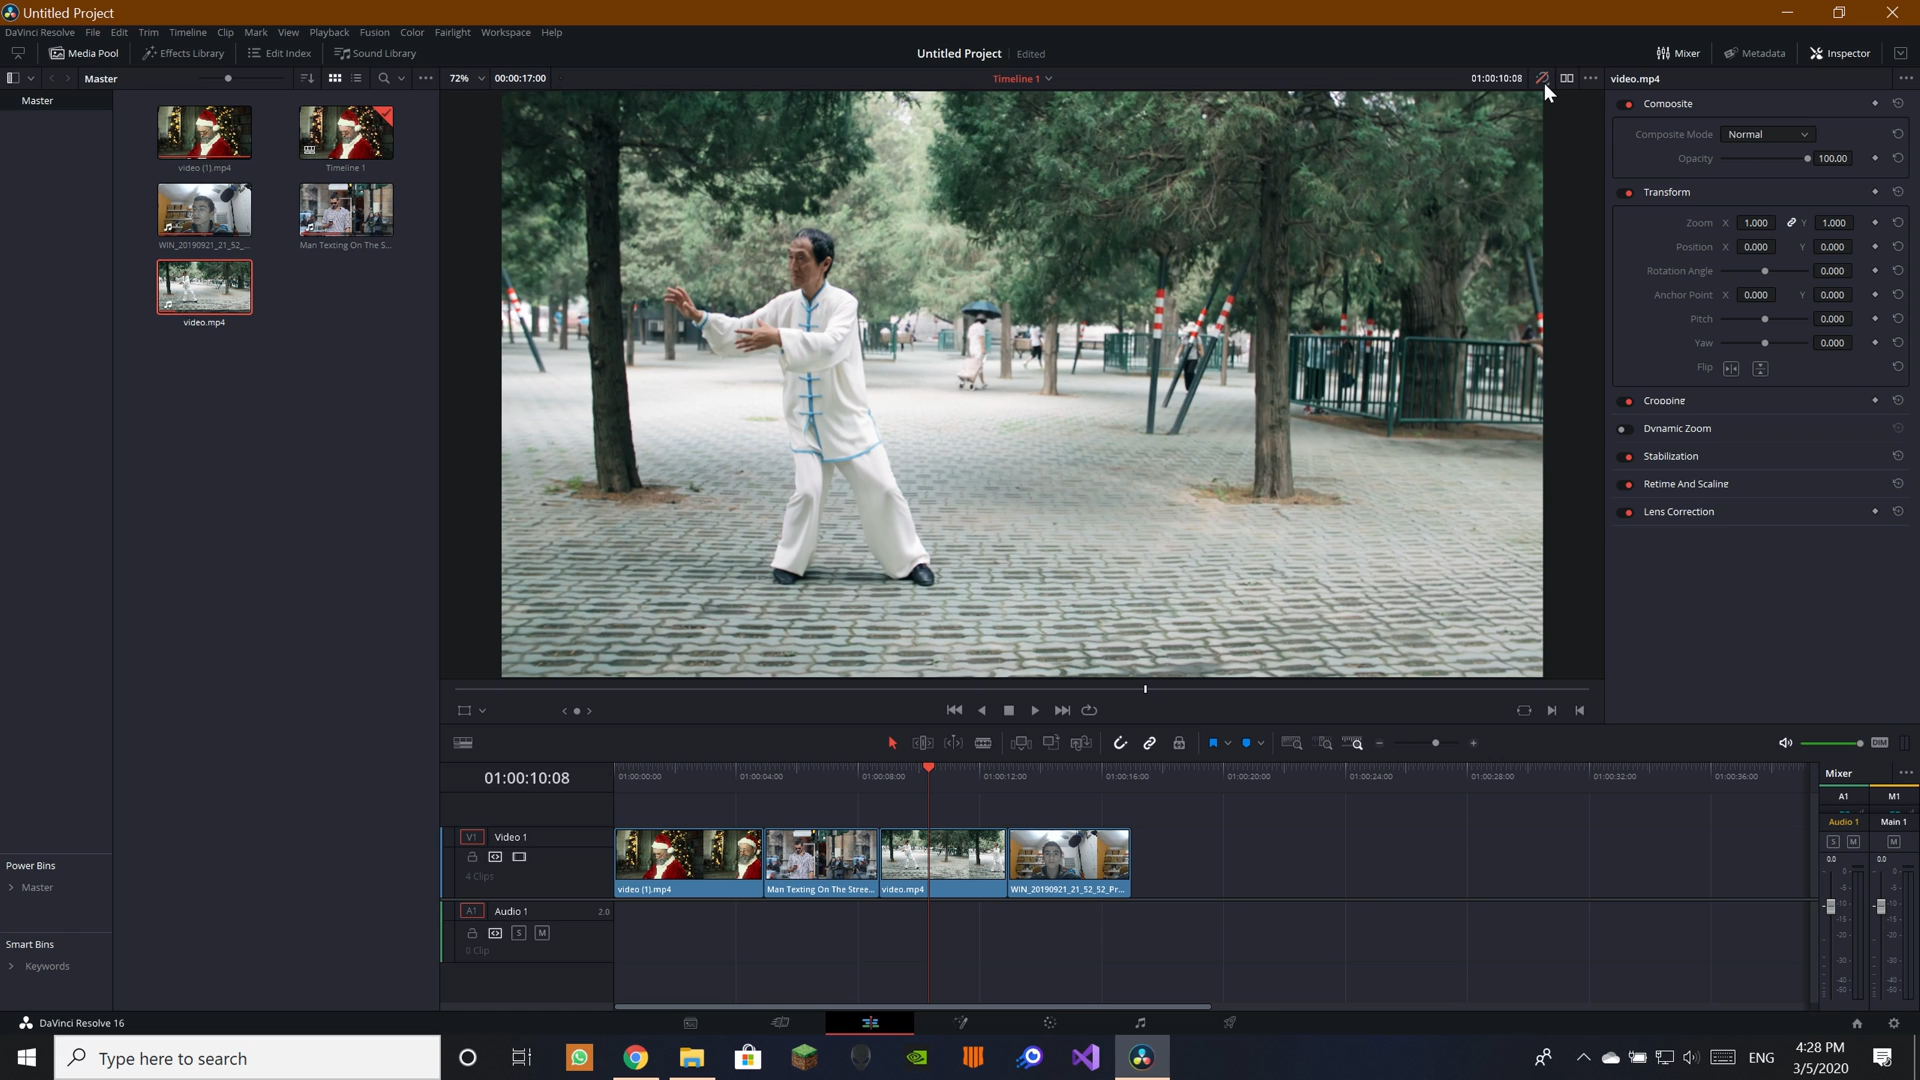 Untitled Project
DaVinci Resolve File Edit Trim Timeline Clip Mark View Playback Fusion Color Fairlight Workspace Help
Media Pool Effects Library Edit Index Sound Library Untitled Project Edited Mixer Metadata Inspector
Master 72% 00:00:17:00 Timeline 1 01:00:10:08 video.mp4
Master
video (1).mp4 Timeline 1
WIN_20190921_21_52_... Man Texting On The S...
video.mp4
Composite
Composite Mode Normal
Opacity 100.00
Transform
Zoom X 1.000 Y 1.000
Position X 0.000 Y 0.000
Rotation Angle 0.000
Anchor Point X 0.000 Y 0.000
Pitch 0.000
Yaw 0.000
Flip
Cropping
Dynamic Zoom
Stabilization
Retime And Scaling
Lens Correction
DIM
01:00:10:08 01:00:00:00 01:00:04:00 01:00:08:00 01:00:12:00 01:00:16:00 01:00:20:00 01:00:24:00 01:00:28:00 01:00:32:00 01:00:36:00
Mixer
A1 M1
Audio 1 Main 1
S M M
0.0 0.0
V1 Video 1
4 Clips
video (1).mp4 Man Texting On The Stree... video.mp4 WIN_20190921_21_52_52_Pr...
A1 Audio 1 2.0
S M
0 Clip
Power Bins
Master
Smart Bins
Keywords
DaVinci Resolve 16
Type here to search
ENG
4:28 PM
3/5/2020